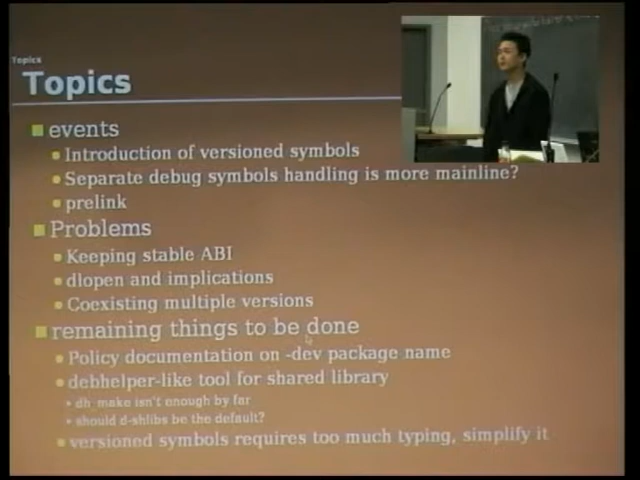 Topics
Topics
events
Introduction of versioned symbols
Separate debug symbols handling is more mainline?
prelink
Problems
Keeping stable ABI
dlopen and implications
Coexisting multiple versions
remaining things to be done
Policy documentation on -dev package name
debhelper-like tool for shared library
dh-make isn't enough by far
should d-shlibs be the default?
versioned symbols requires too much typing, simplify it